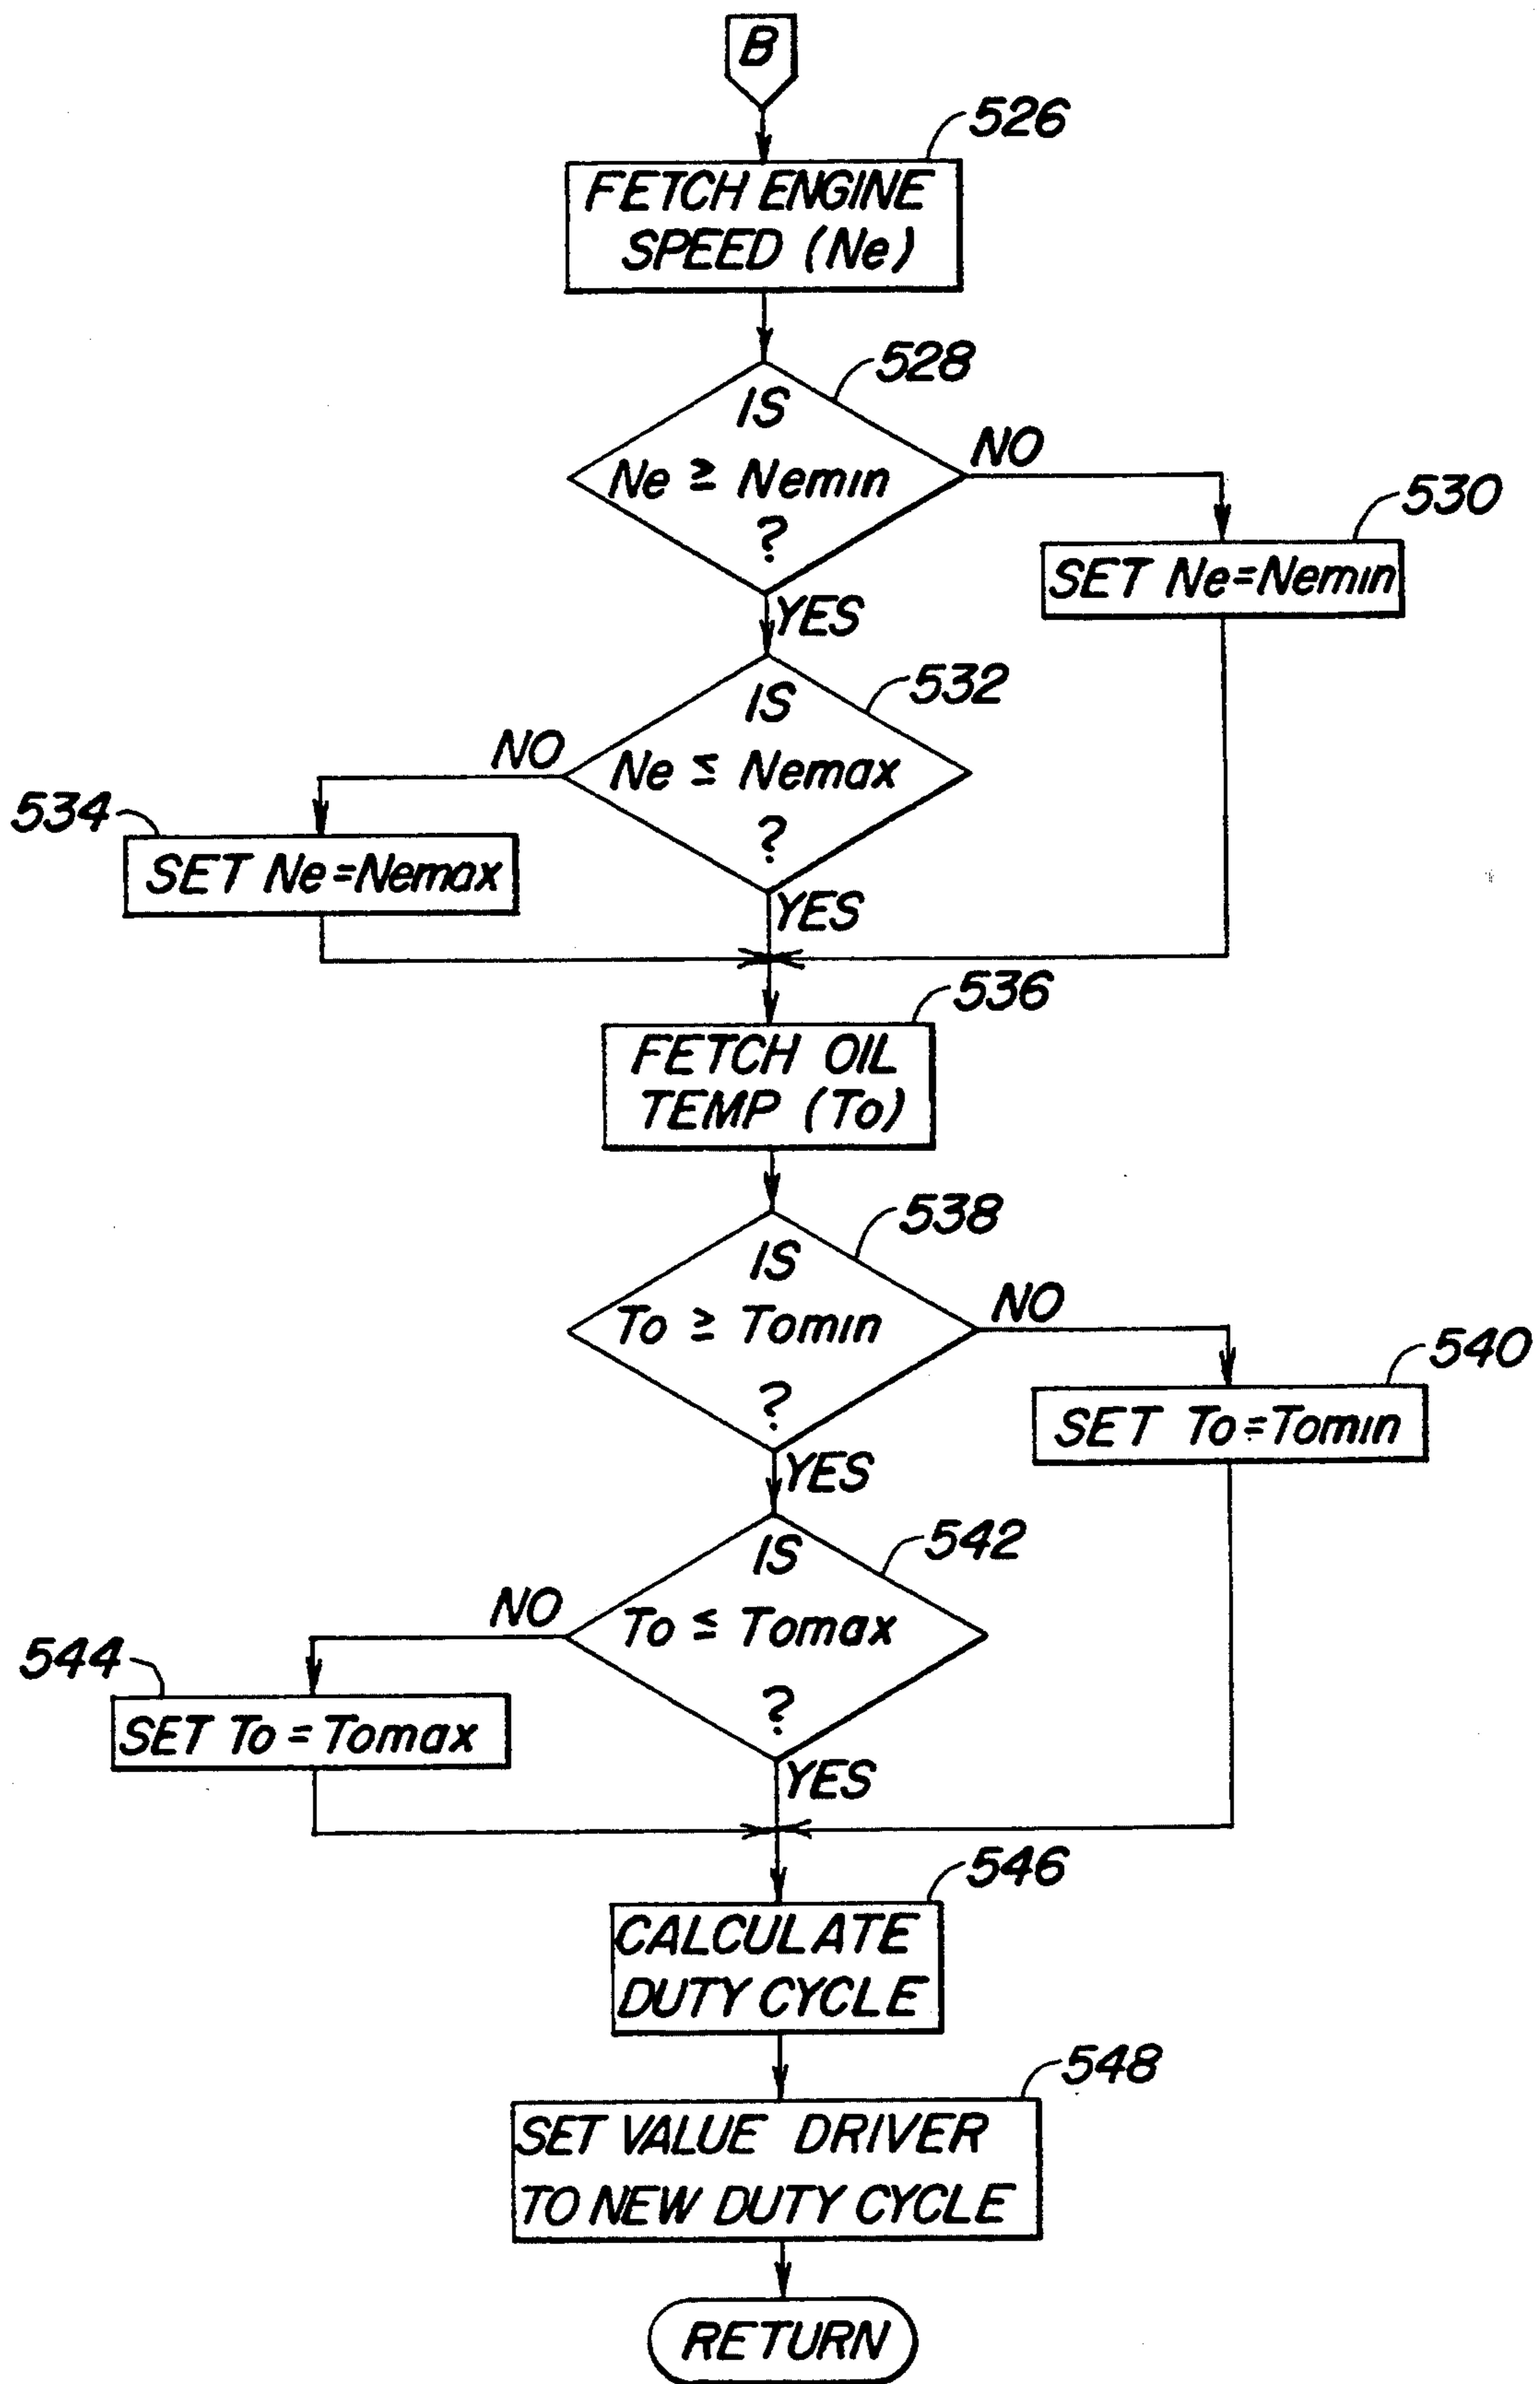 B
526
FETCH ENGINE
SPEED (Ne)
528
IS
Ne ≥ Nemin
?
NO
530
SET Ne=Nemin
YES
532
IS
Ne ≤ Nemax
?
NO
534
SET Ne=Nemax
YES
536
FETCH OIL
TEMP (To)
538
IS
To ≥ Tomin
?
NO
540
SET To=Tomin
YES
542
IS
To ≤ Tomax
?
NO
544
SET To=Tomax
YES
546
CALCULATE
DUTY CYCLE
548
SET VALUE DRIVER
TO NEW DUTY CYCLE
RETURN